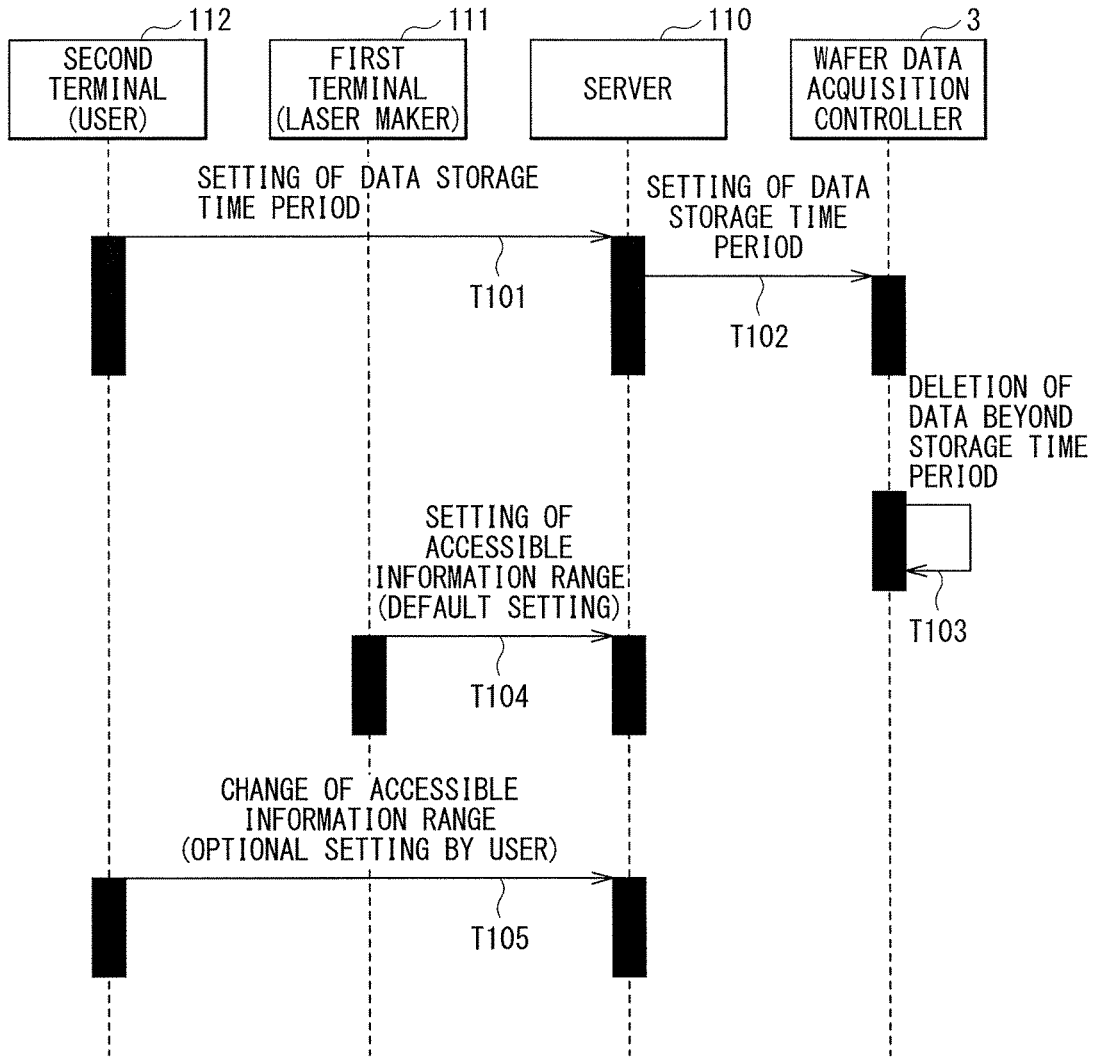 112
111
110
3
SECOND
TERMINAL
(USER)
FIRST
TERMINAL
(LASER MAKER)
SERVER
WAFER DATA
ACQUISITION
CONTROLLER
SETTING OF DATA STORAGE
TIME PERIOD
T101
SETTING OF DATA
STORAGE TIME
PERIOD
T102
DELETION OF
DATA BEYOND
STORAGE TIME
PERIOD
T103
SETTING OF
ACCESSIBLE
INFORMATION RANGE
(DEFAULT SETTING)
T104
CHANGE OF ACCESSIBLE
INFORMATION RANGE
(OPTIONAL SETTING BY USER)
T105